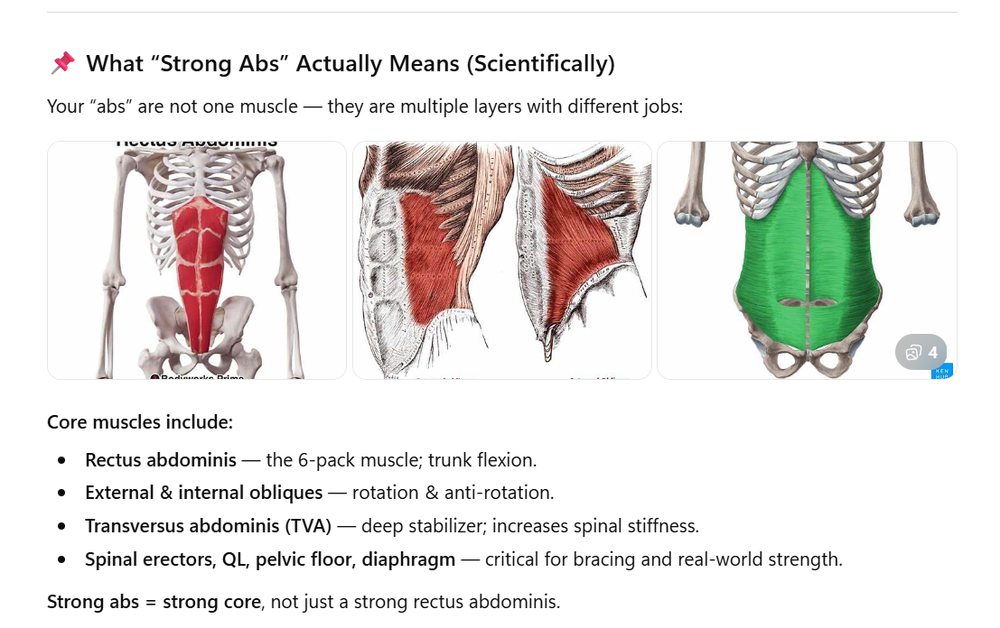 What “Strong Abs” Actually Means (Scientifically)
Your “abs” are not one muscle — they are multiple layers with different jobs:
Rectus Abdominis
Bodyworks Prime
4
KEN
HUB
Core muscles include:
Rectus abdominis — the 6-pack muscle; trunk flexion.
External & internal obliques — rotation & anti-rotation.
Transversus abdominis (TVA) — deep stabilizer; increases spinal stiffness.
Spinal erectors, QL, pelvic floor, diaphragm — critical for bracing and real-world strength.
Strong abs = strong core, not just a strong rectus abdominis.